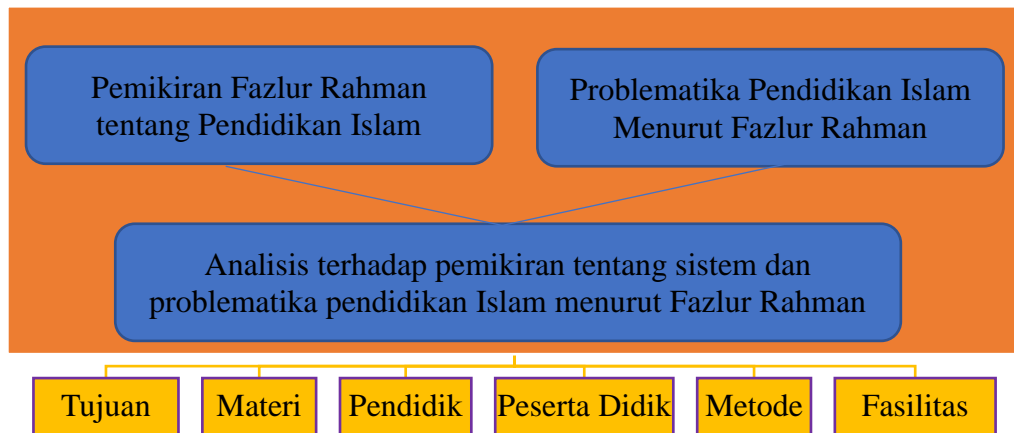 Pemikiran Fazlur Rahman
tentang Pendidikan Islam
Problematika Pendidikan Islam
Menurut Fazlur Rahman
Analisis terhadap pemikiran tentang sistem dan
problematika pendidikan Islam menurut Fazlur Rahman
Tujuan
Materi
Pendidik
Peserta Didik
Metode
Fasilitas